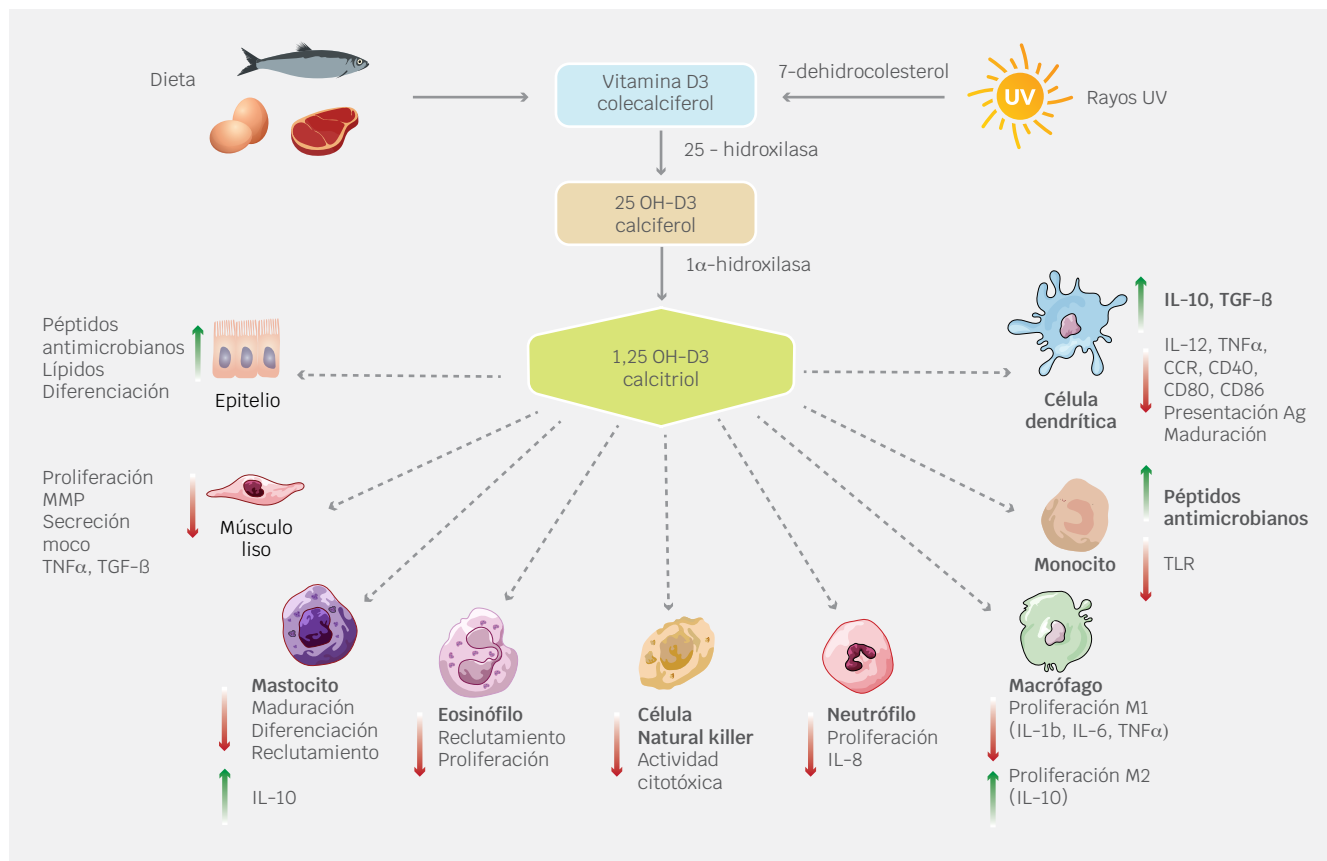 Dieta
Vitamina D3
colecalciferol
7-dehidrocolesterol
UV
Rayos UV
25 - hidroxilasa
25 OH-D3
calciferol
1α-hidroxilasa
1,25 OH-D3
calcitriol
Péptidos
antimicrobianos
Lípidos
Diferenciación
Epitelio
Proliferación
MMP
Secreción
moco
TNFα, TGF-ß
Músculo
liso
Mastocito
Maduración
Diferenciación
Reclutamiento
IL-10
Eosinófilo
Reclutamiento
Proliferación
Célula
Natural killer
Actividad
citotóxica
Neutrófilo
Proliferación
IL-8
Macrófago
Proliferación M1
(IL-1b, IL-6, TNFα)
Proliferación M2
(IL-10)
Monocito
Péptidos
antimicrobianos
TLR
Célula
dendrítica
IL-10, TGF-ß
IL-12, TNFα,
CCR, CD40,
CD80, CD86
Presentación Ag
Maduración